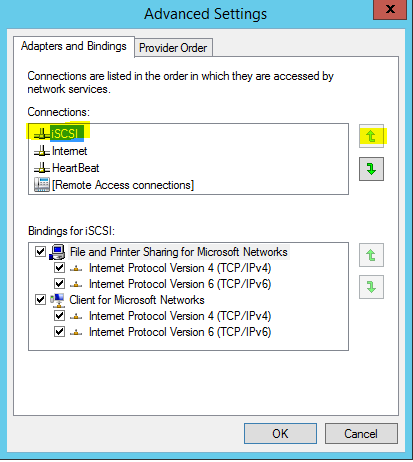 Advanced Settings
x
Adapters and Bindings
Provider Order
Connections are listed in the order in which they are accessed by
network services.
Connections:
iSCSI
Internet
HeartBeat
[Remote Access connections]
Bindings for iSCSI:
File and Printer Sharing for Microsoft Networks
Internet Protocol Version 4 (TCP/IPv4)
Internet Protocol Version 6 (TCP/IPv6)
Client for Microsoft Networks
Internet Protocol Version 4 (TCP/IPv4)
Internet Protocol Version 6 (TCP/IPv6)
OK
Cancel